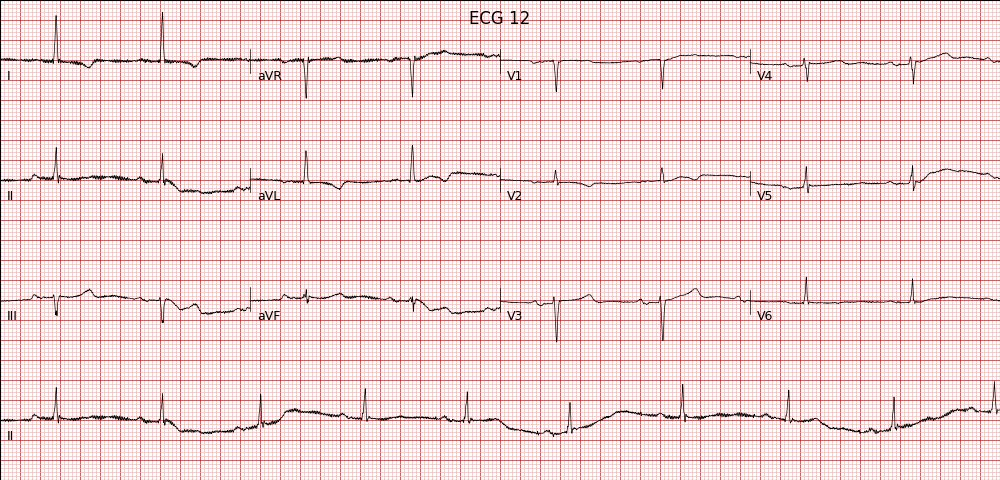 ECG 12
I aVR V1 V4
II aVL V2 V5
III aVF V3 V6
II